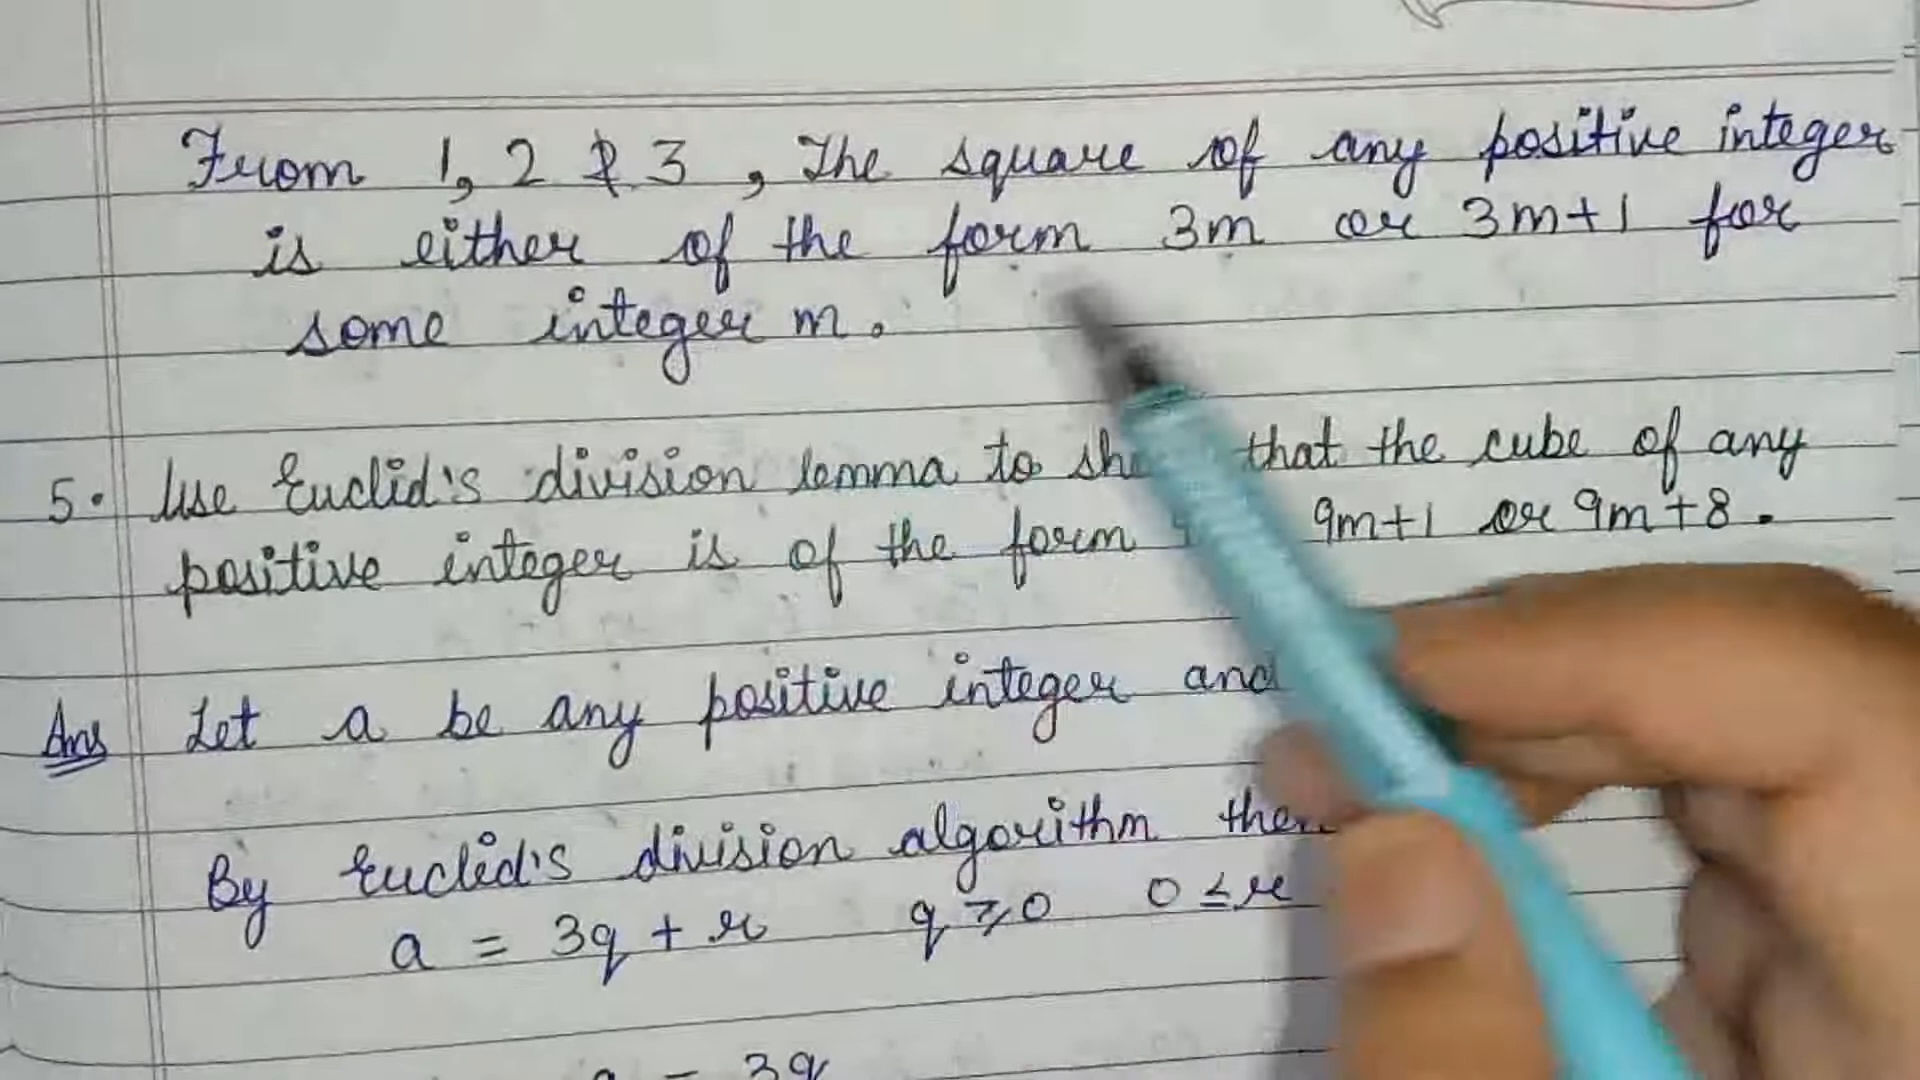 From 1, 2 & 3, The square of any positive integer
is either of the form 3m or 3m+1 for
some integer m.
5. Use Euclid's division lemma to that the cube of any
positive integer is of the form 9m+1 or 9m+8.
Ans Let a be any positive integer and
By Euclid's division algorithm
a = 3q + r q ≥ 0 0 ≤ r
a = 3q